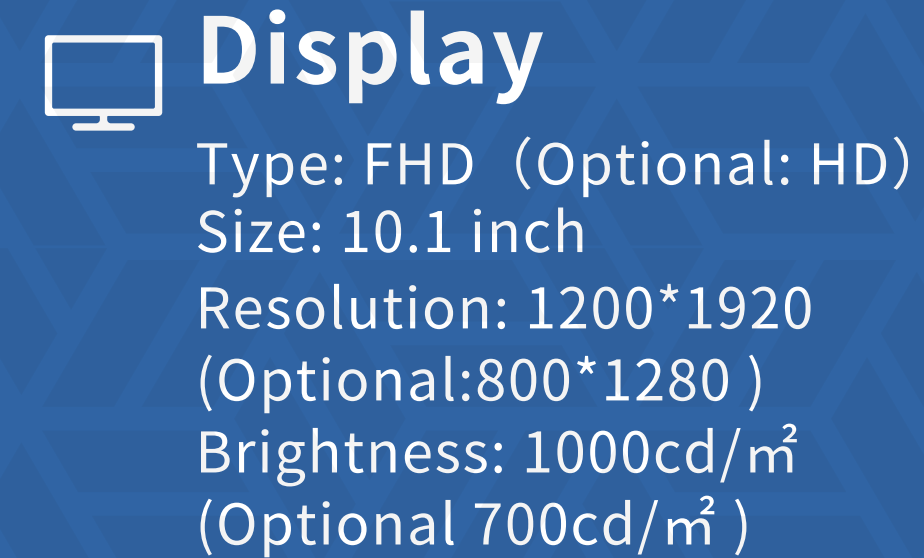 Display
Type: FHD（Optional: HD）
Size: 10.1 inch
Resolution: 1200*1920
(Optional:800*1280 )
Brightness: 1000cd/㎡
(Optional 700cd/㎡ )